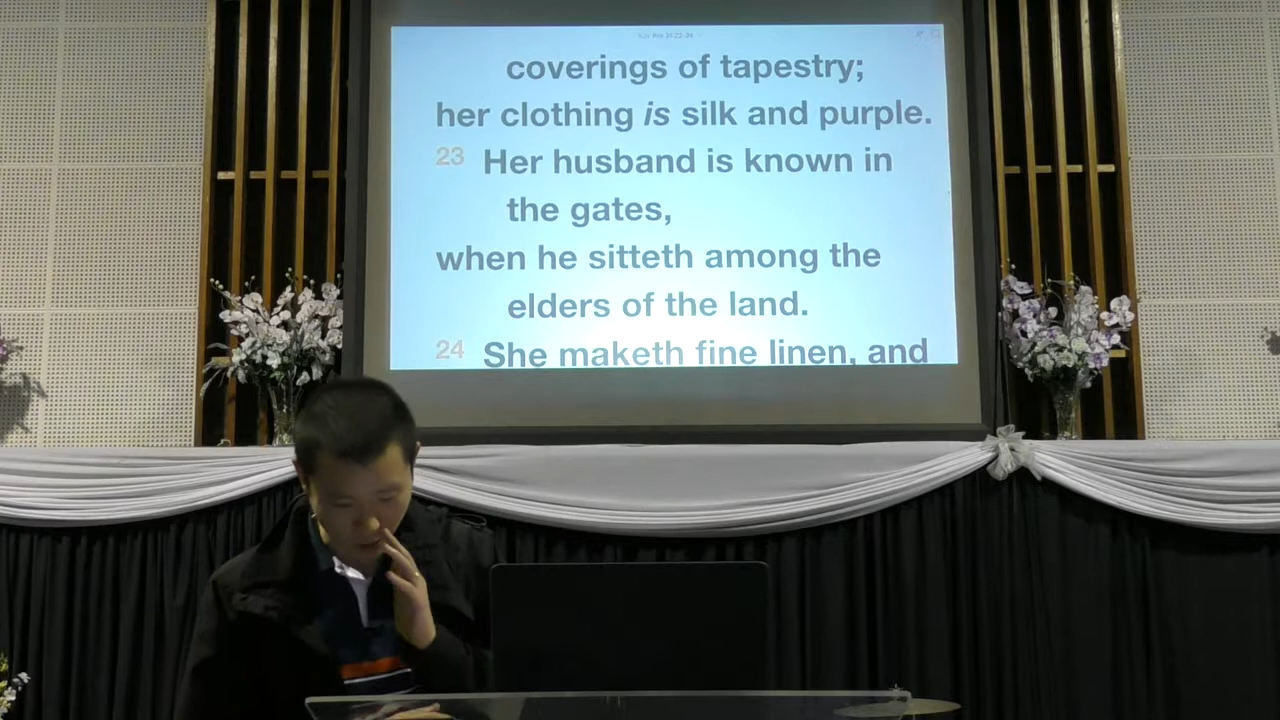 coverings of tapestry;
her clothing is silk and purple.
23 Her husband is known in
the gates,
when he sitteth among the
elders of the land.
24 She maketh fine linen, and